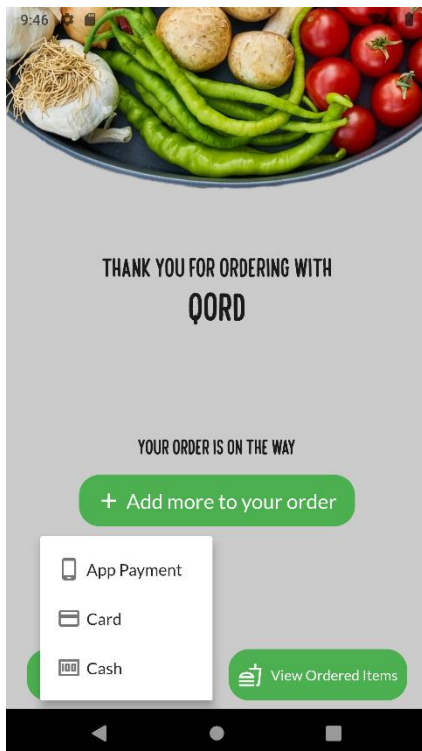 9:46
THANK YOU FOR ORDERING WITH
QORD
YOUR ORDER IS ON THE WAY
+ Add more to your order
App Payment
Card
Cash
View Ordered Items